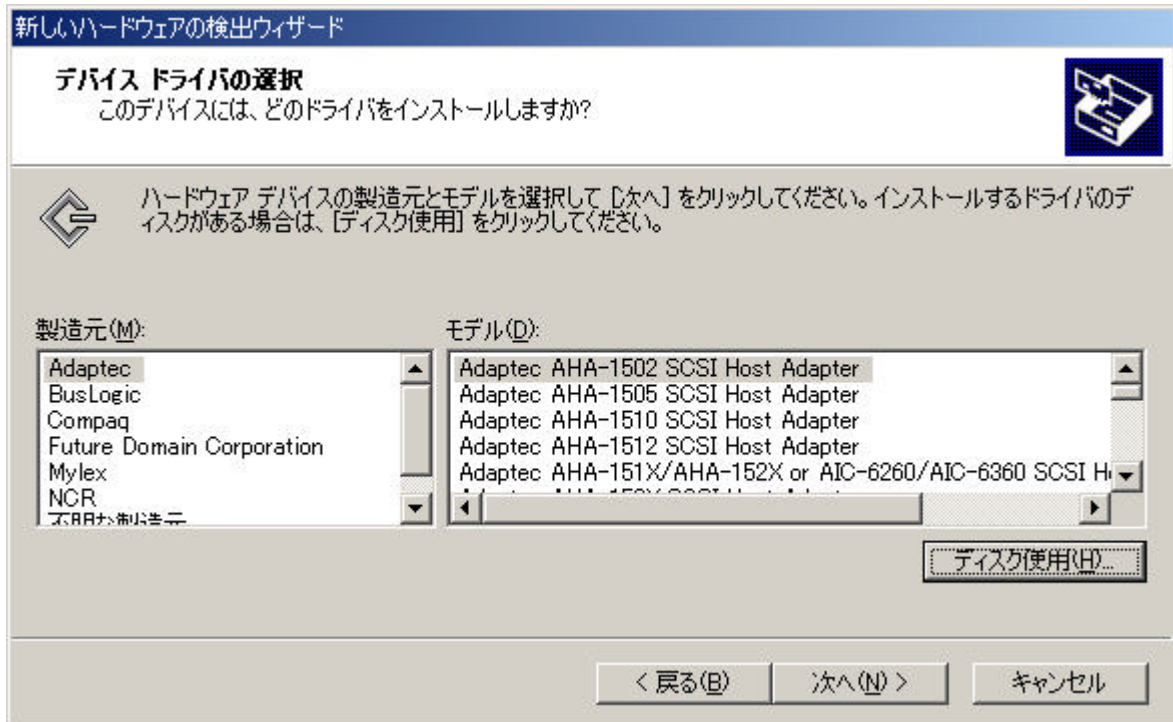 新しいハードウェアの検出ウィザード
デバイス ドライバの選択
このデバイスには、どのドライバをインストールしますか?
ハードウェア デバイスの製造元とモデルを選択して [次へ] をクリックしてください。インストールするドライバのデ
ィスクがある場合は、[ディスク使用] をクリックしてください。
製造元(M):
モデル(D):
Adaptec
BusLogic
Compaq
Future Domain Corporation
Mylex
NCR
不明な製造元
Adaptec AHA-1502 SCSI Host Adapter
Adaptec AHA-1505 SCSI Host Adapter
Adaptec AHA-1510 SCSI Host Adapter
Adaptec AHA-1512 SCSI Host Adapter
Adaptec AHA-151X/AHA-152X or AIC-6260/AIC-6360 SCSI H
ディスク使用(H)...
< 戻る(B)
次へ(N) >
キャンセル